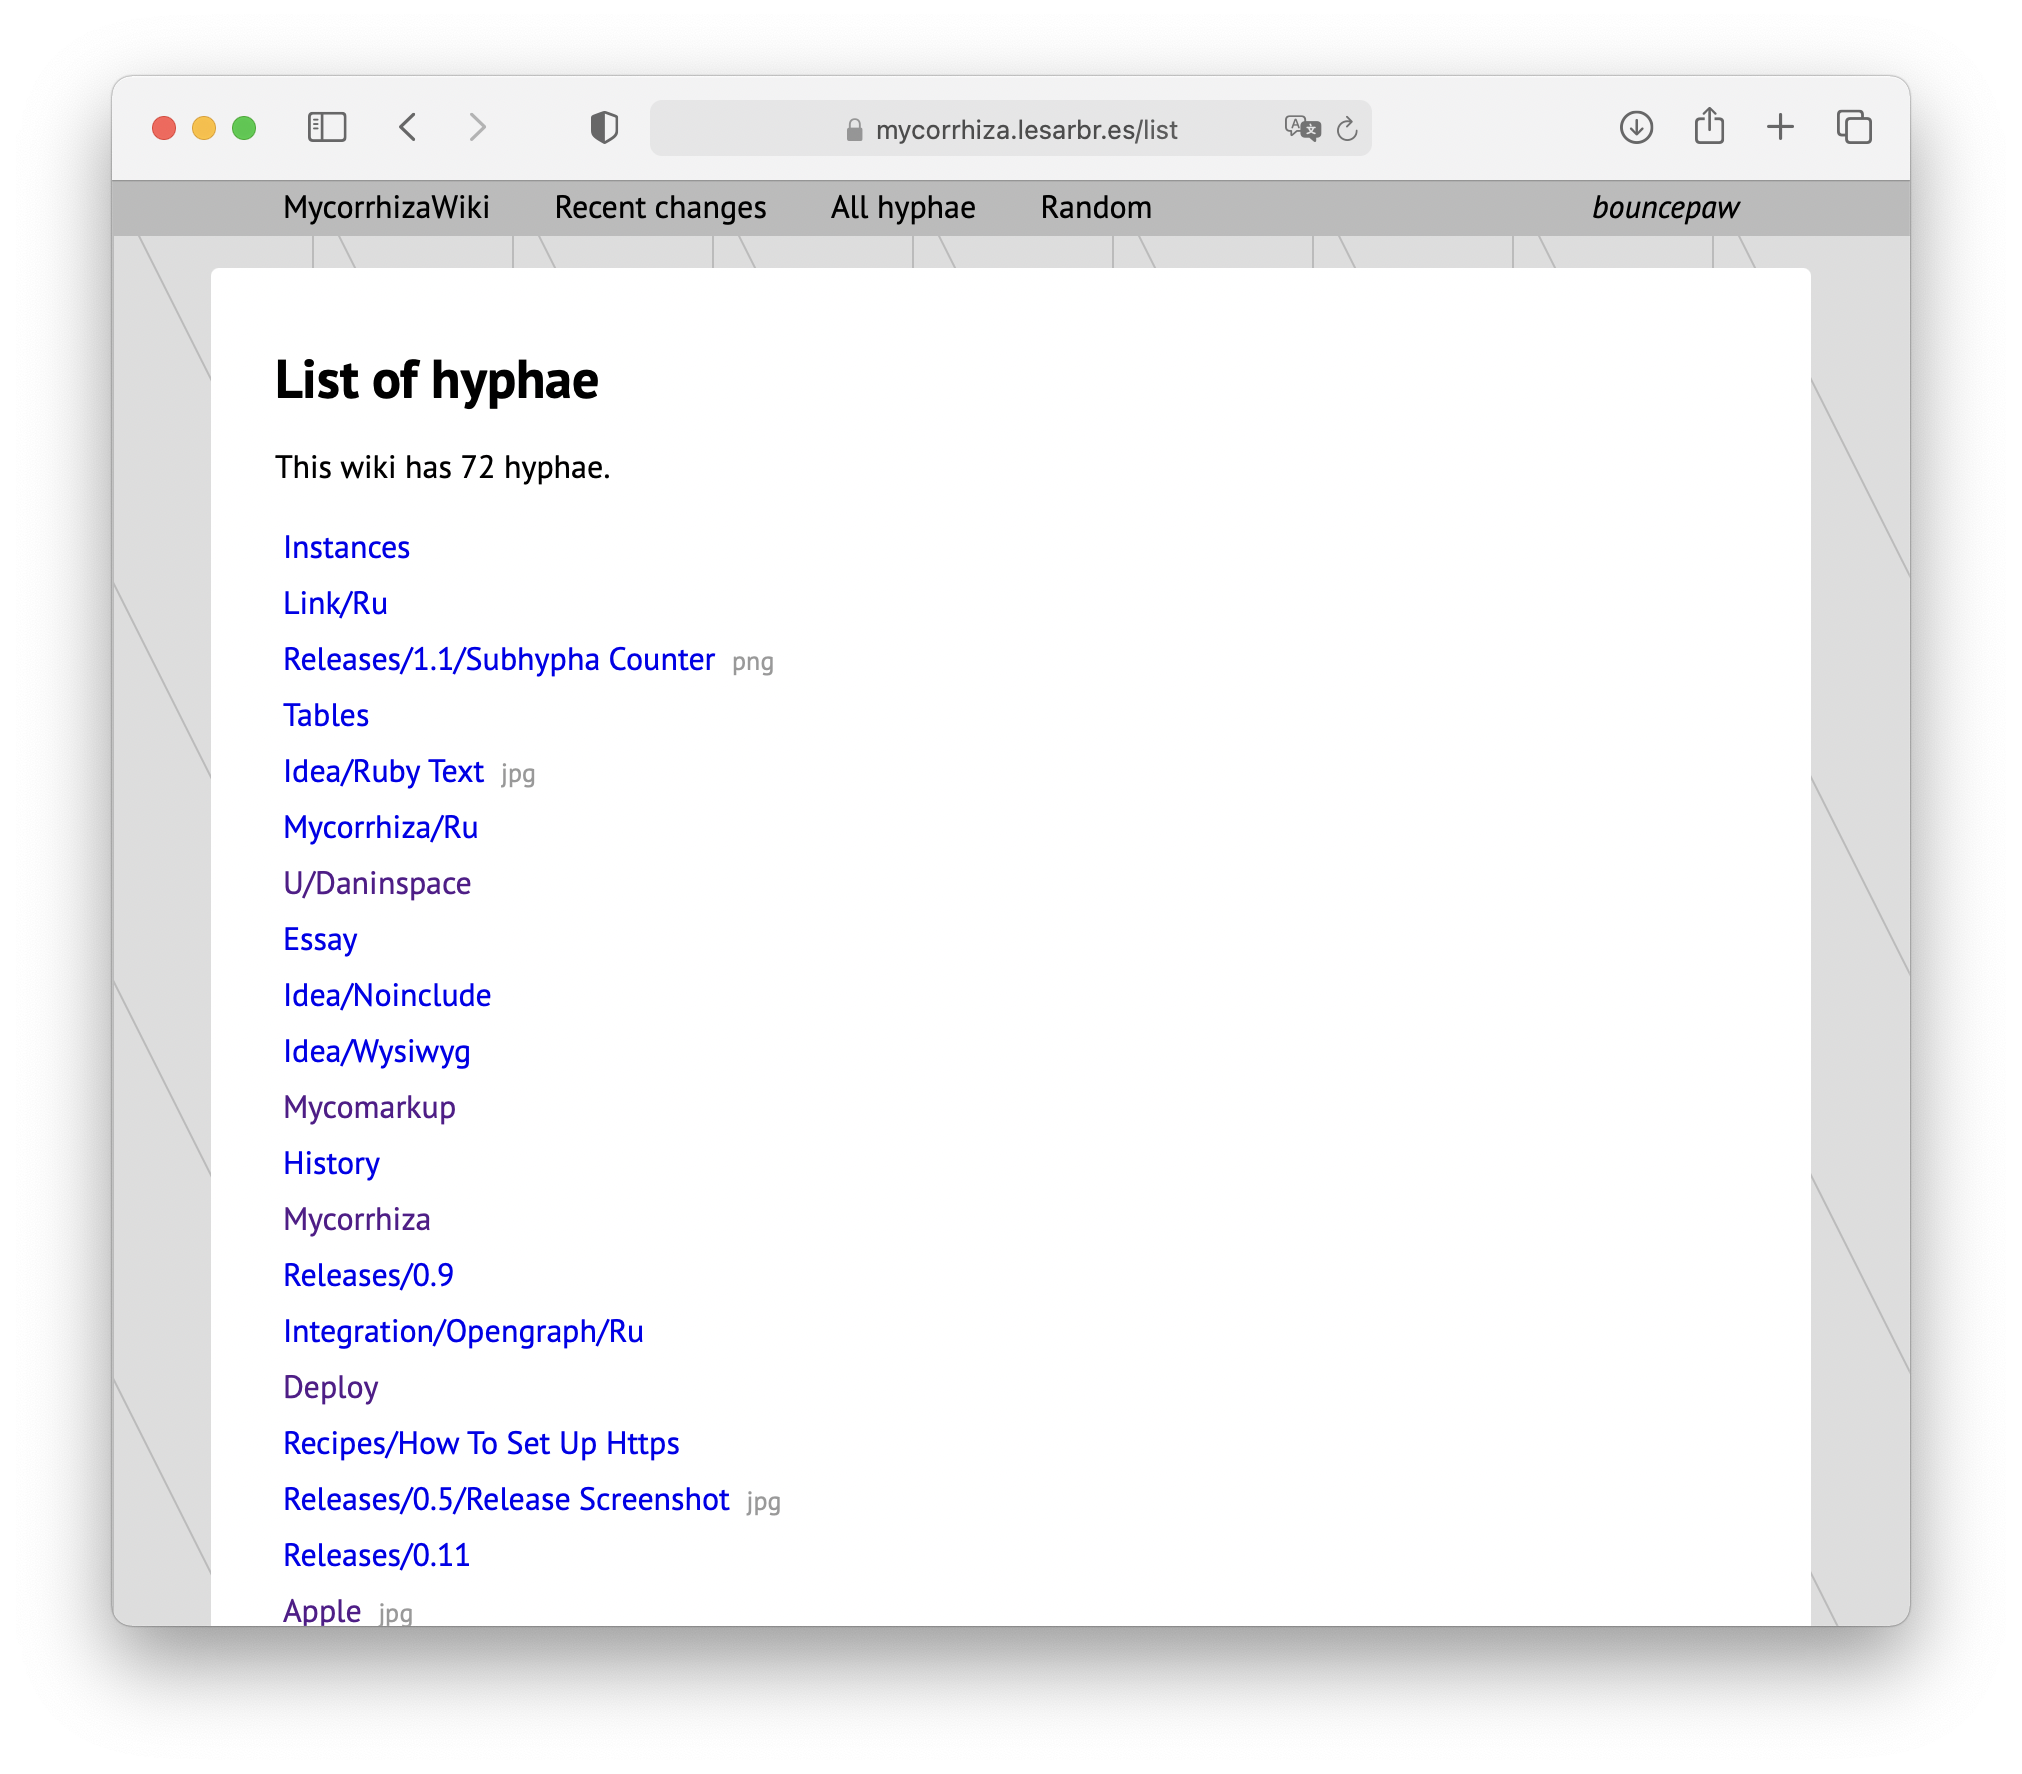 mycorrhiza.lesarbr.es/list
MycorrhizaWiki Recent changes All hyphae Random bouncepaw
List of hyphae
This wiki has 72 hyphae.
Instances
Link/Ru
Releases/1.1/Subhypha Counter png
Tables
Idea/Ruby Text jpg
Mycorrhiza/Ru
U/Daninspace
Essay
Idea/Noinclude
Idea/Wysiwyg
Mycomarkup
History
Mycorrhiza
Releases/0.9
Integration/Opengraph/Ru
Deploy
Recipes/How To Set Up Https
Releases/0.5/Release Screenshot jpg
Releases/0.11
Apple jpg